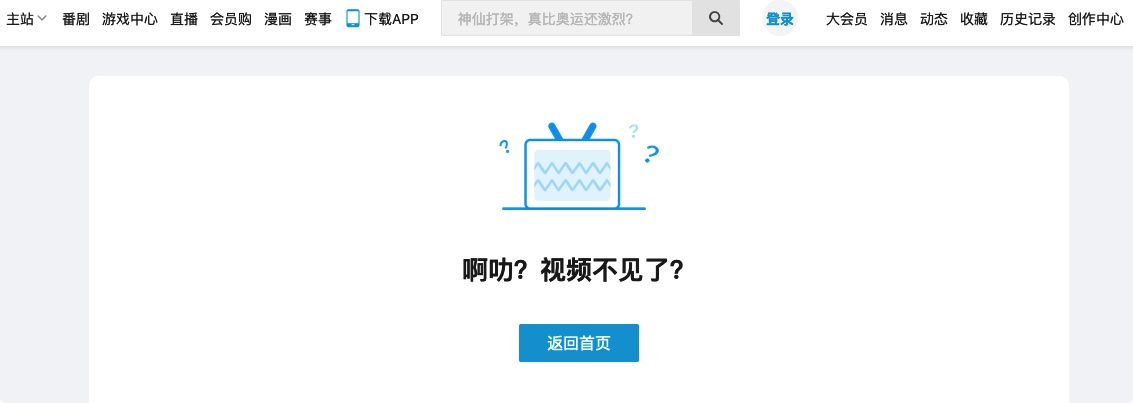 主站 番剧 游戏中心 直播 会员购 漫画 赛事 下载APP 神仙打架，真比奥运还激烈？ 登录 大会员 消息 动态 收藏 历史记录 创作中心
? ? ?
啊叻？视频不见了？
返回首页